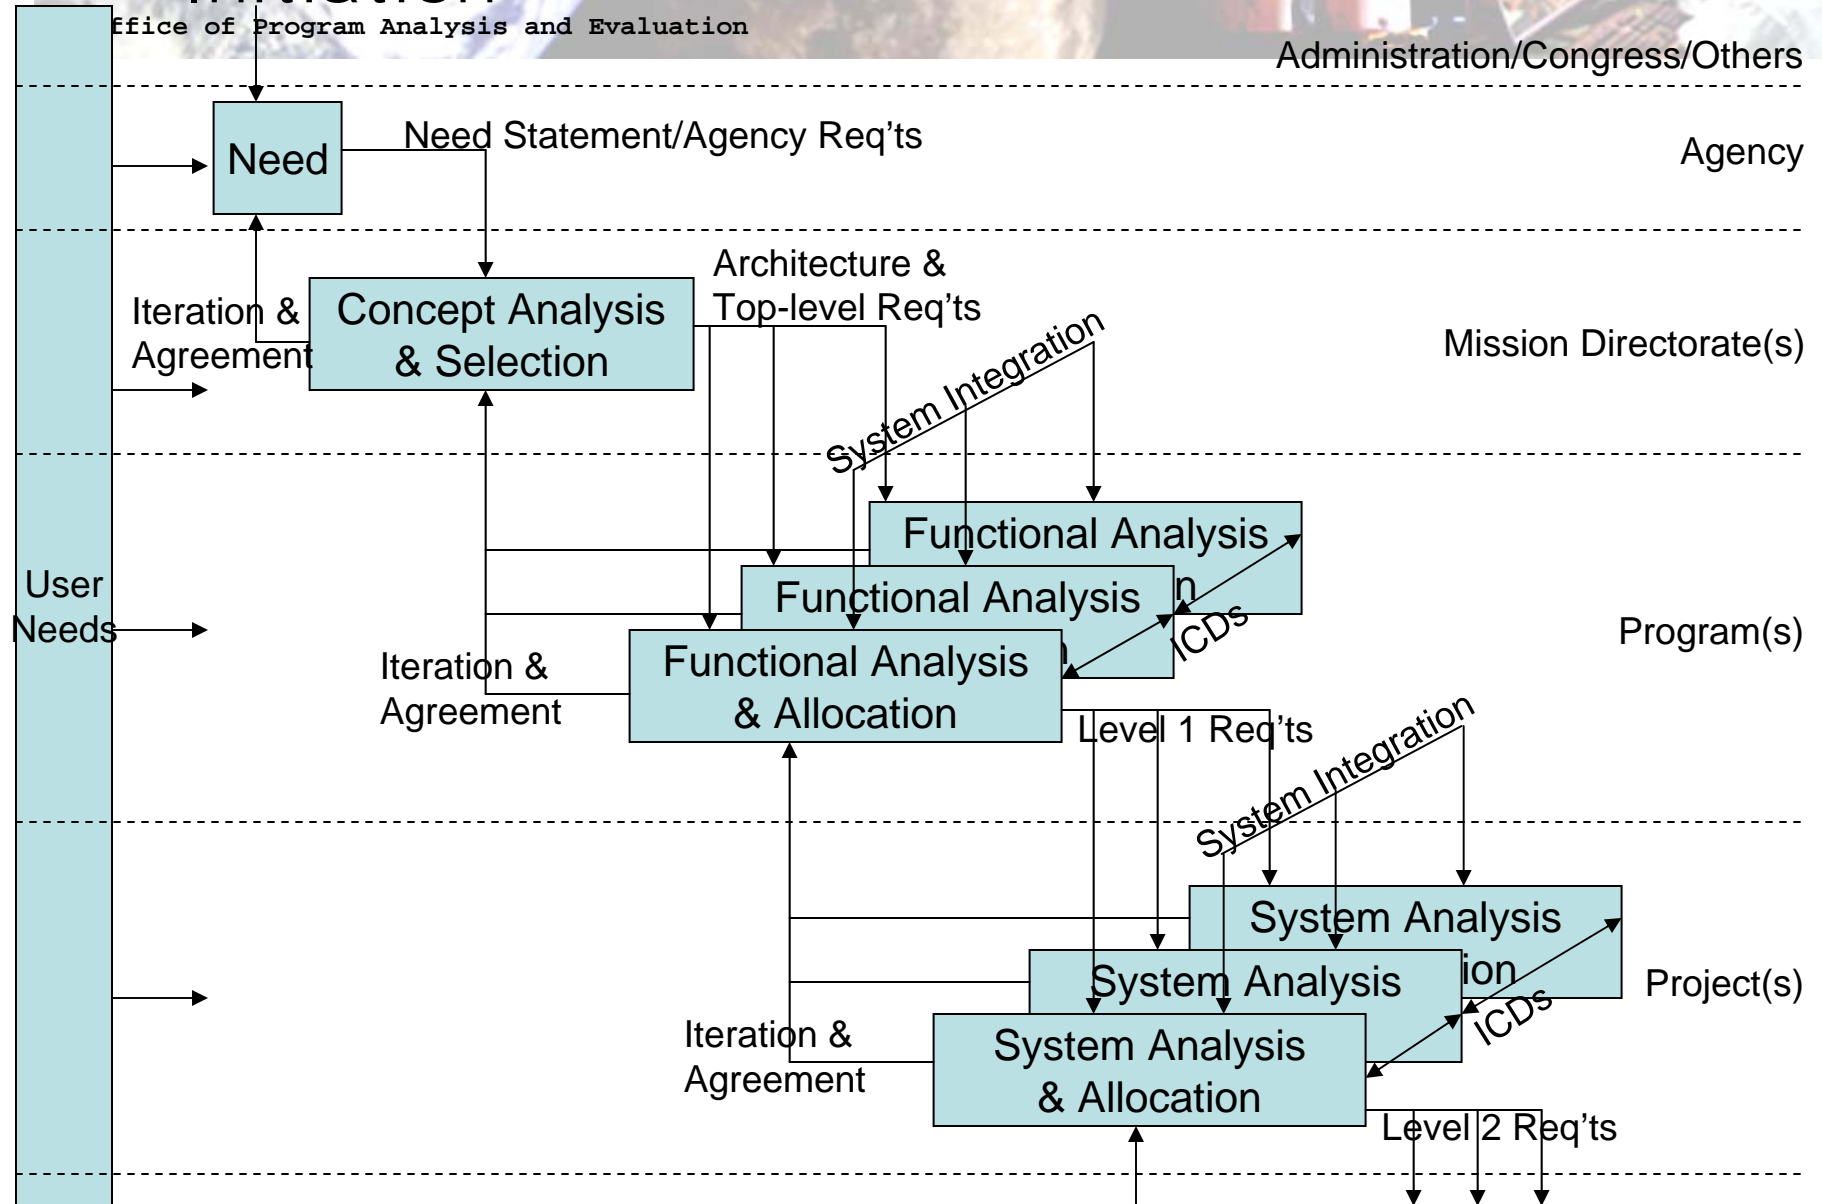 Initiation
ffice of Program Analysis and Evaluation
Administration/Congress/Others
Need
Need Statement/Agency Req'ts
Agency
Architecture &
Top-level Req'ts
Iteration &
Agreement
Concept Analysis
& Selection
System Integration
Mission Directorate(s)
Functional Analysis
n
Functional Analysis
ICDs
User
Needs
Program(s)
Functional Analysis
& Allocation
Iteration &
Agreement
Level 1 Req'ts
System Integration
System Analysis
ion
System Analysis
ICDs
Project(s)
System Analysis
& Allocation
Iteration &
Agreement
Level 2 Req'ts